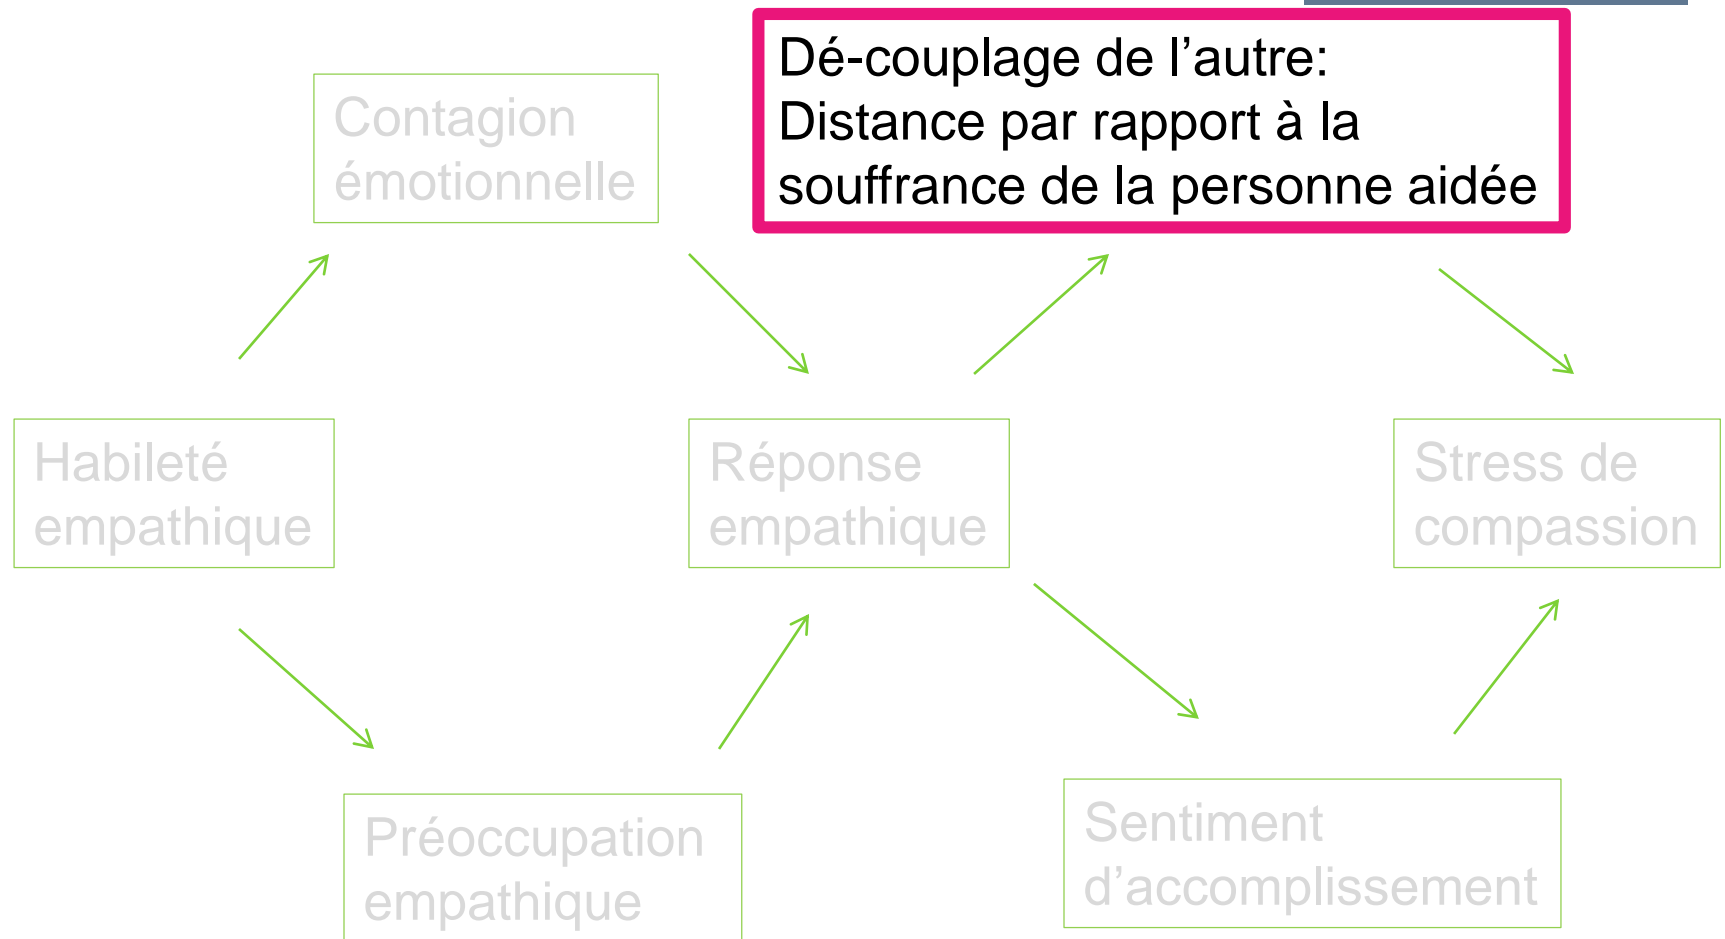 Dé-couplage de l’autre:
Distance par rapport à la
souffrance de la personne aidée
Contagion
émotionnelle
Habileté
empathique
Réponse
empathique
Stress de
compassion
Préoccupation
empathique
Sentiment
d’accomplissement